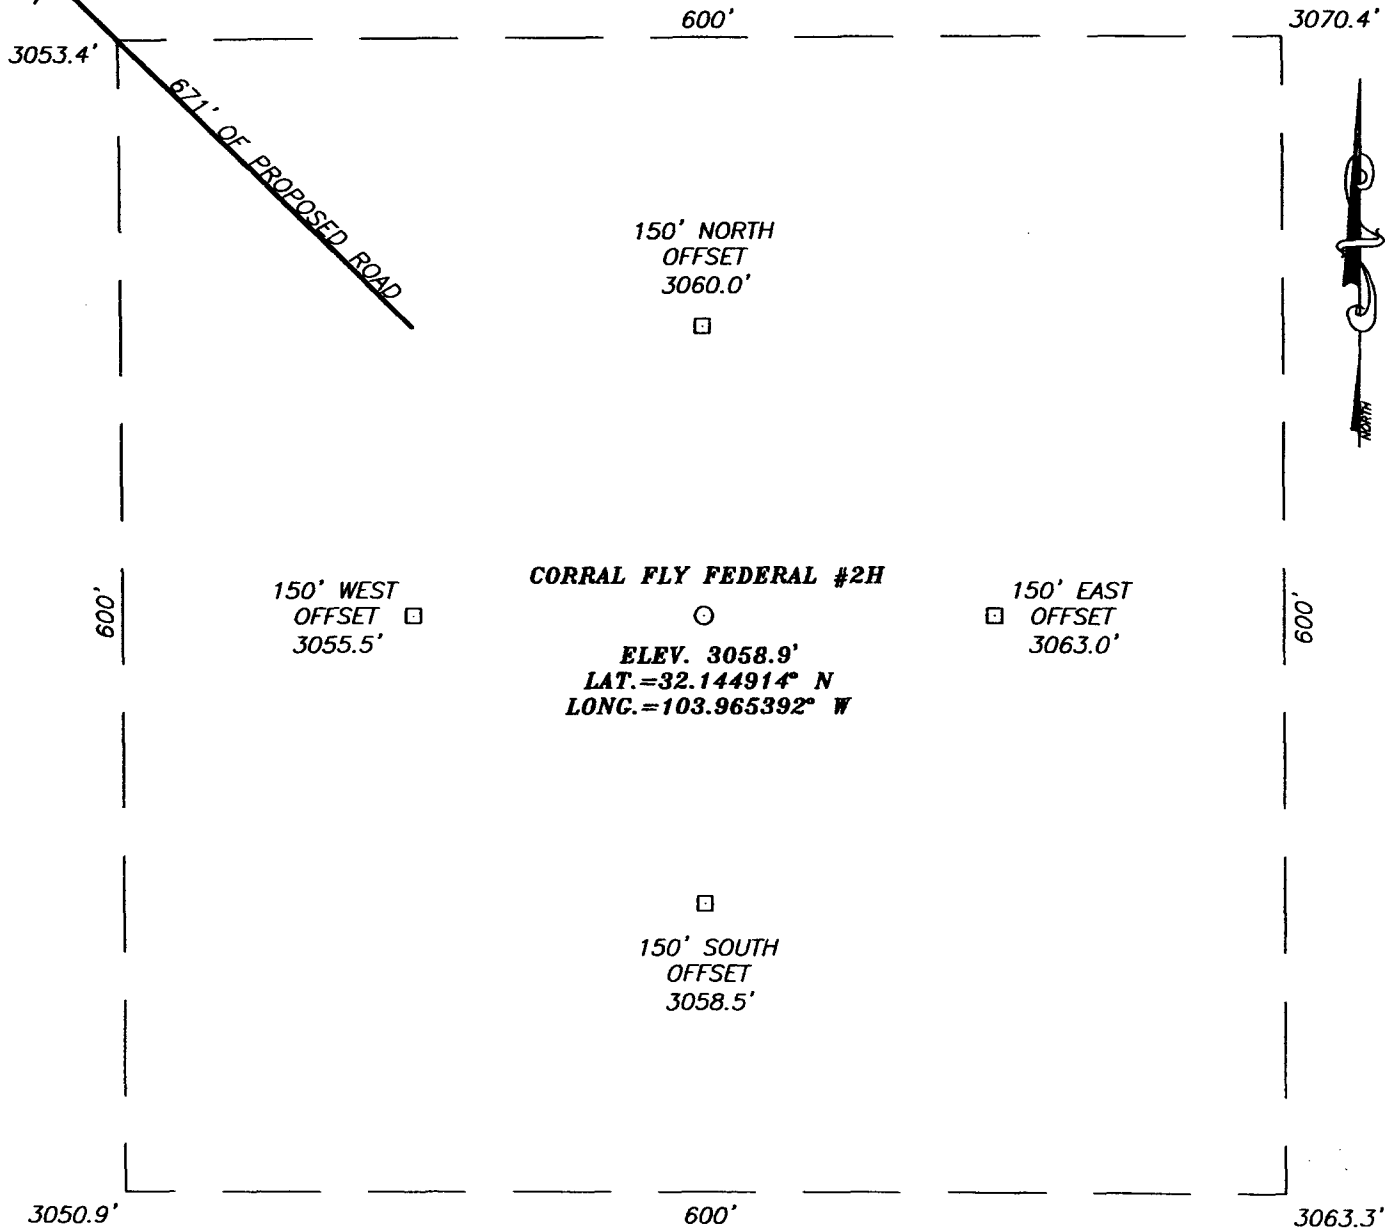 600'
3070.4'
3053.4'
671' OF PROPOSED ROAD
150' NORTH
OFFSET
3060.0'
NORTH
CORRAL FLY FEDERAL #2H
150' WEST
OFFSET
3055.5'
150' EAST
OFFSET
3063.0'
600'
600'
ELEV. 3058.9'
LAT.=32.144914° N
LONG.=103.965392° W
150' SOUTH
OFFSET
3058.5'
3050.9'
600'
3063.3'